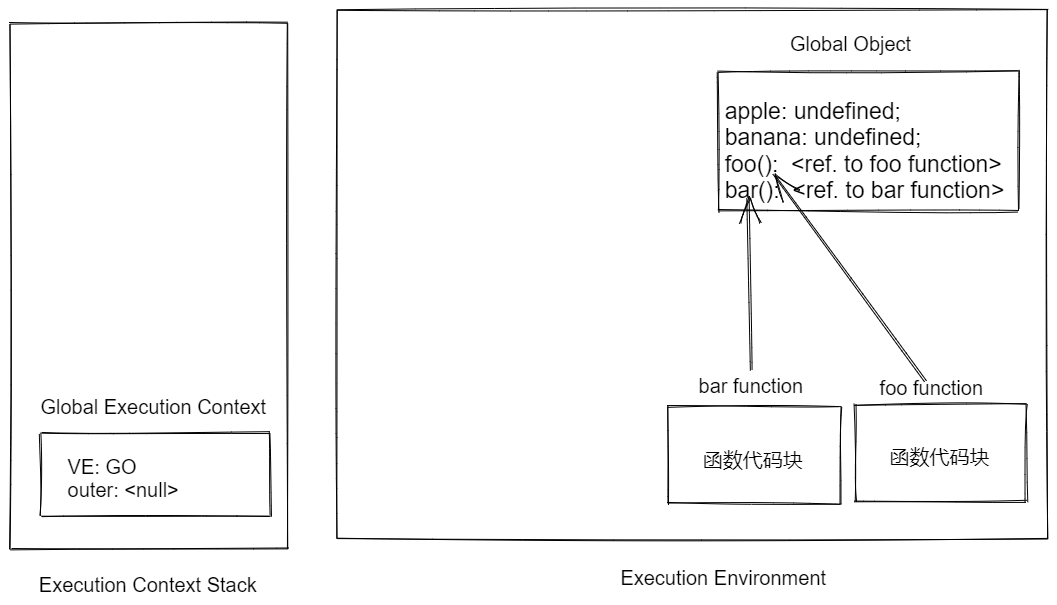 Global Object
apple: undefined;
banana: undefined;
foo(): <ref. to foo function>
bar(): <ref. to bar function>
Global Execution Context
VE: GO
outer: <null>
bar function
foo function
函数代码块
函数代码块
Execution Context Stack
Execution Environment